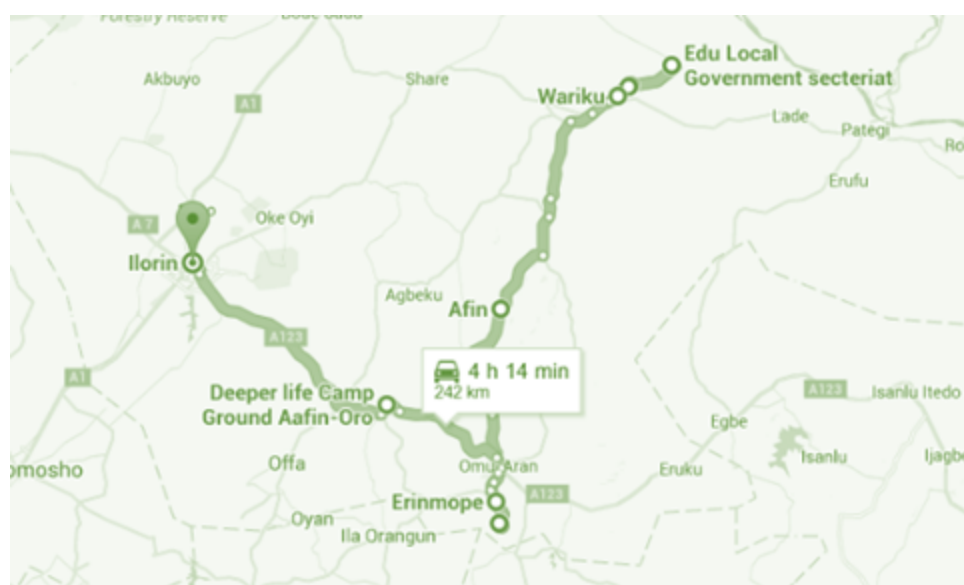 Forestry Reserve
Edu Local
Government secteriat
Akbuyo
Share
Wariku
A1
Lade
Pategi
Erufu
A7
Oke Oyi
Ilorin
Agbeku
Afin
A123
4 h 14 min
242 km
A1
Deeper life Camp
Ground Aafin-Oro
A123
Isanlu Itedo
Egbe
Offa
Omu-Aran
Eruku
Isanlu
omosho
Erinmope
A123
Oyan
Ila Orangun